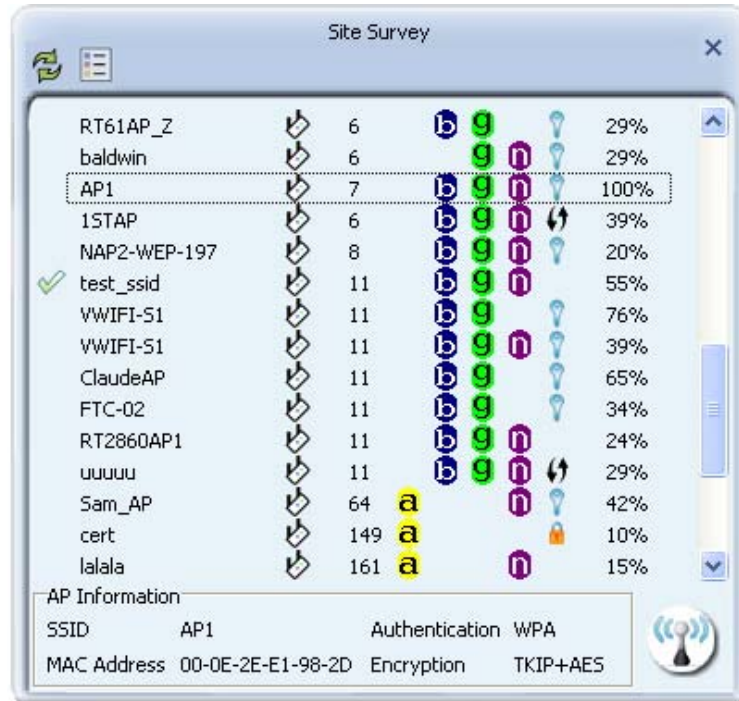 Site Survey
RT61AP_Z 6 b g 29%
baldwin 6 g n 29%
AP1 7 b g n 100%
1STAP 6 b g n 39%
NAP2-WEP-197 8 b g n 20%
test_ssid 11 b g n 55%
VWIFI-S1 11 b g 76%
VWIFI-S1 11 b g n 39%
ClaudeAP 11 b g 65%
FTC-02 11 b g 34%
RT2860AP1 11 b g n 24%
uuuuu 11 b g n 29%
Sam_AP 64 a n 42%
cert 149 a 10%
lalala 161 a n 15%
AP Information
SSID AP1 Authentication WPA
MAC Address 00-0E-2E-E1-98-2D Encryption TKIP+AES